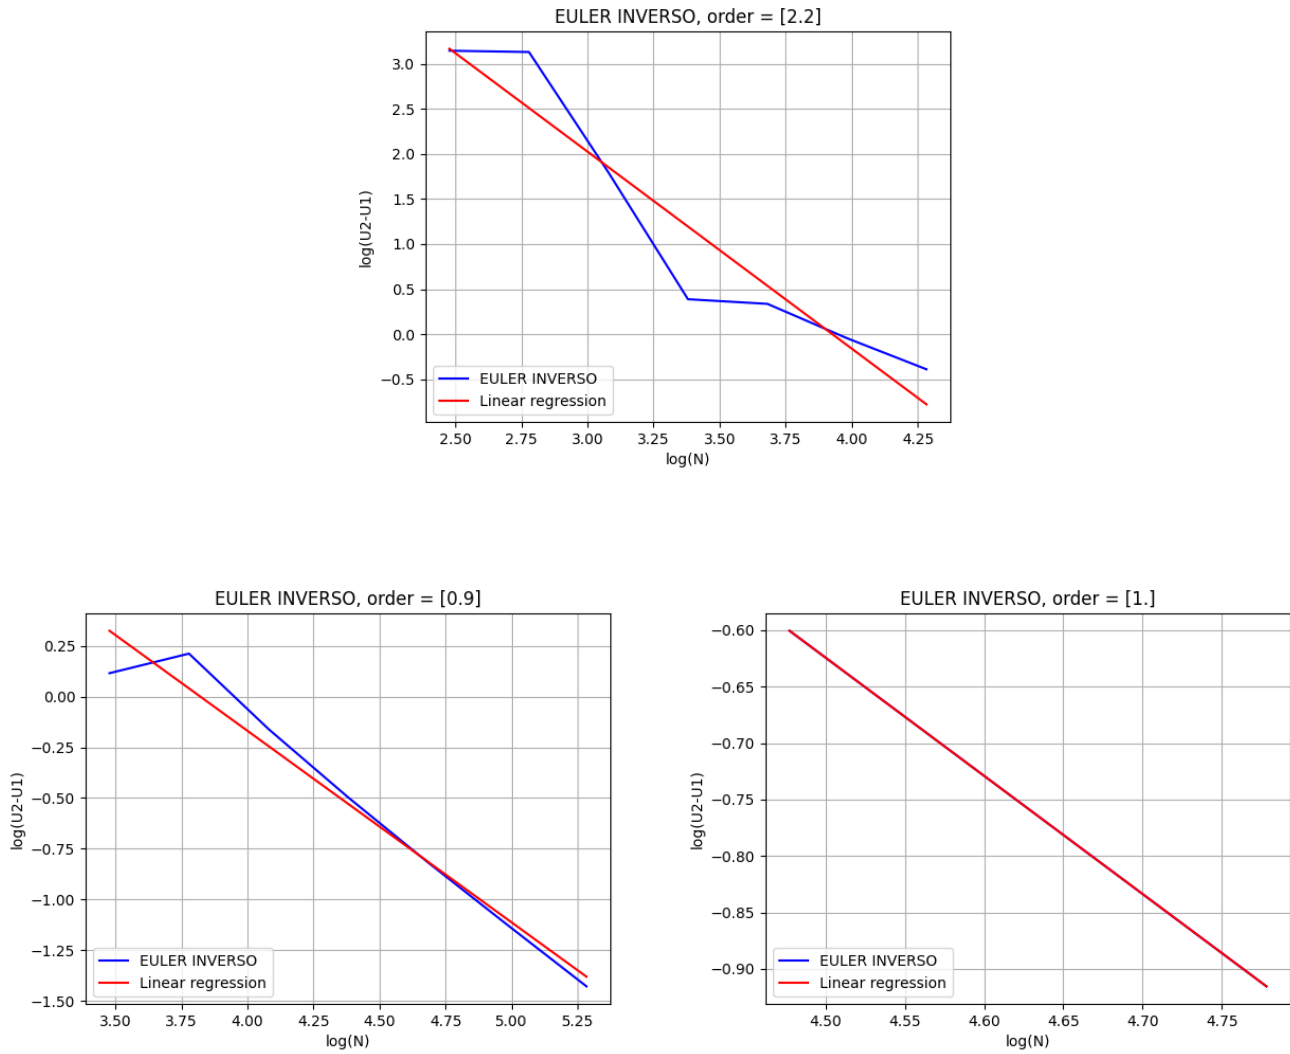 EULER INVERSO, order = [2.2]
3.0
2.5
2.0
1.5
1.0
0.5
0.0
−0.5
log(U2-U1)
EULER INVERSO
Linear regression
2.50 2.75 3.00 3.25 3.50 3.75 4.00 4.25
log(N)
EULER INVERSO, order = [0.9]
0.25
0.00
−0.25
−0.50
−0.75
−1.00
−1.25
−1.50
log(U2-U1)
EULER INVERSO
Linear regression
3.50 3.75 4.00 4.25 4.50 4.75 5.00 5.25
log(N)
EULER INVERSO, order = [1.]
−0.60
−0.65
−0.70
−0.75
−0.80
−0.85
−0.90
log(U2-U1)
EULER INVERSO
Linear regression
4.50 4.55 4.60 4.65 4.70 4.75
log(N)